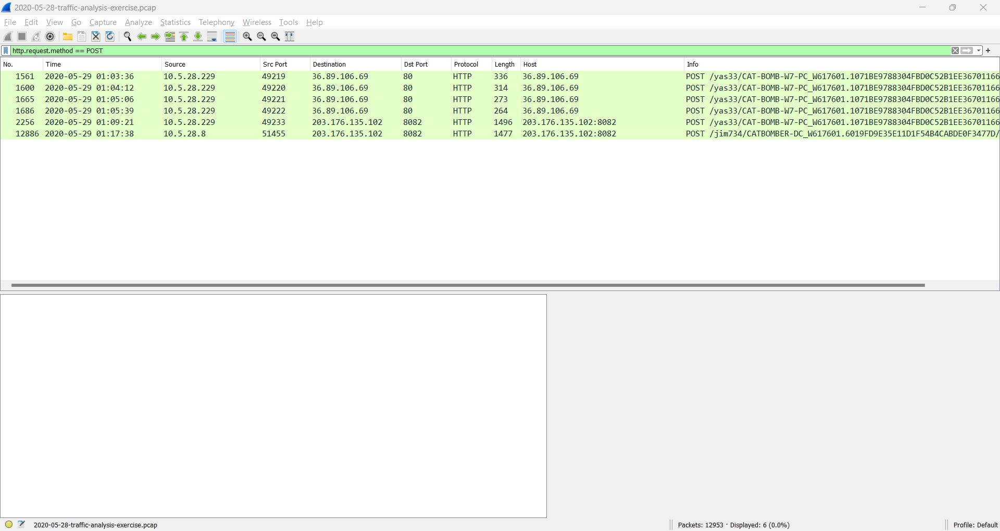 2020-05-28-traffic-analysis-exercise.pcap
File Edit View Go Capture Analyze Statistics Telephony Wireless Tools Help
http.request.method == POST
No. Time Source Src Port Destination Dst Port Protocol Length Host Info
1561 2020-05-29 01:03:36 10.5.28.229 49219 36.89.106.69 80 HTTP 336 36.89.106.69 POST /yas33/CAT-BOMB-W7-PC_W617601.1071BE9788304FBD0C52B1EE36701166
1600 2020-05-29 01:04:12 10.5.28.229 49220 36.89.106.69 80 HTTP 314 36.89.106.69 POST /yas33/CAT-BOMB-W7-PC_W617601.1071BE9788304FBD0C52B1EE36701166
1665 2020-05-29 01:05:06 10.5.28.229 49221 36.89.106.69 80 HTTP 273 36.89.106.69 POST /yas33/CAT-BOMB-W7-PC_W617601.1071BE9788304FBD0C52B1EE36701166
1686 2020-05-29 01:05:39 10.5.28.229 49222 36.89.106.69 80 HTTP 264 36.89.106.69 POST /yas33/CAT-BOMB-W7-PC_W617601.1071BE9788304FBD0C52B1EE36701166
2256 2020-05-29 01:09:21 10.5.28.229 49233 203.176.135.102 8082 HTTP 1496 203.176.135.102:8082 POST /yas33/CAT-BOMB-W7-PC_W617601.1071BE9788304FBD0C52B1EE36701166
12886 2020-05-29 01:17:38 10.5.28.8 51455 203.176.135.102 8082 HTTP 1477 203.176.135.102:8082 POST /jim734/CATBOMBER-DC_W617601.6019FD9E35E11D1F54B4CABDE0F3477D/
2020-05-28-traffic-analysis-exercise.pcap Packets: 12953 · Displayed: 6 (0.0%) Profile: Default